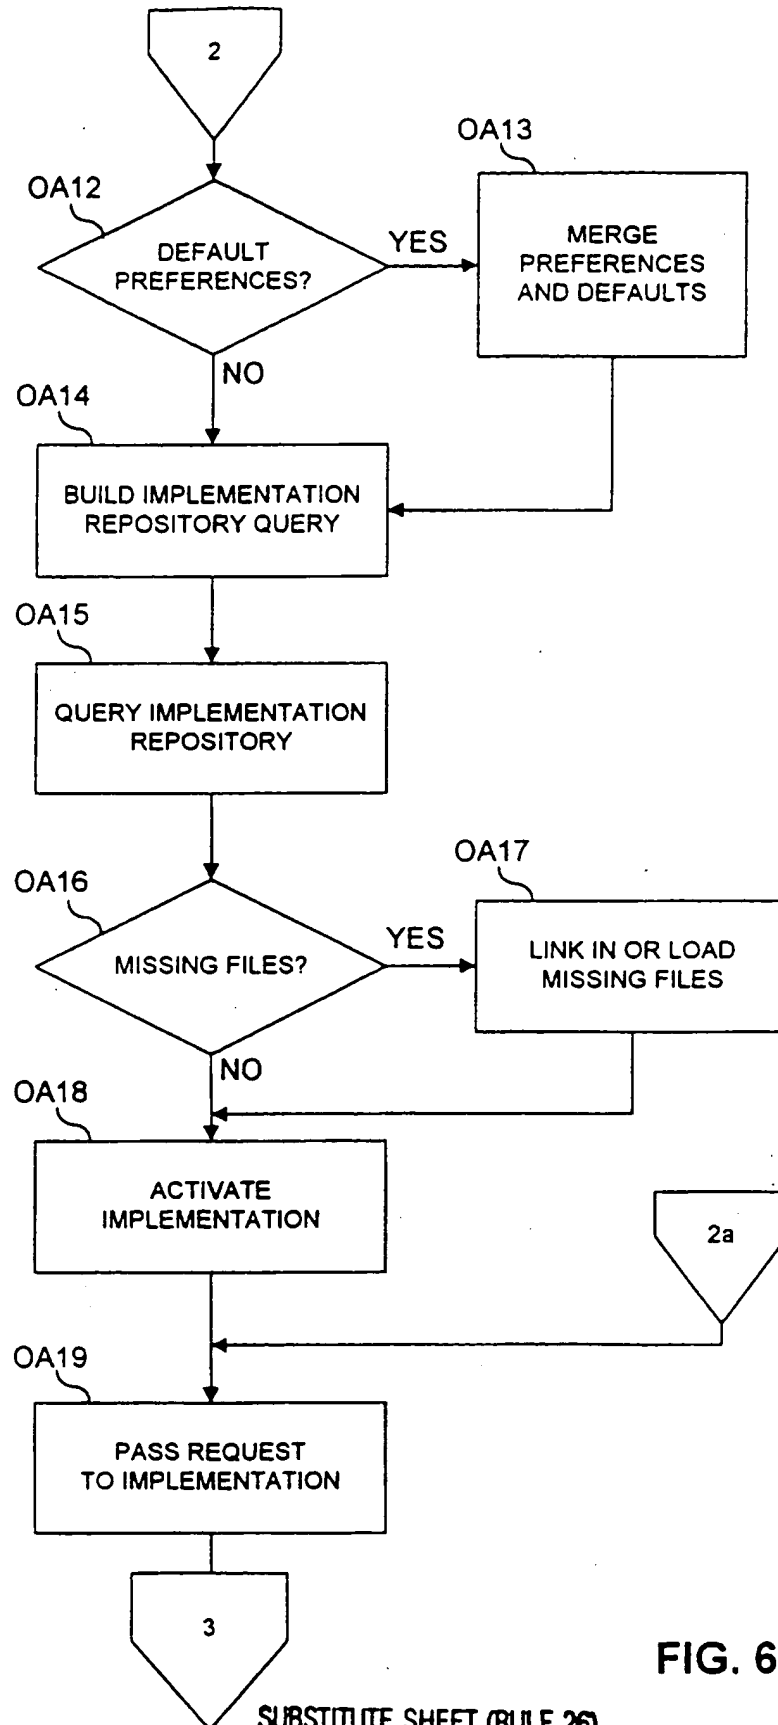 2
OA12
DEFAULT
PREFERENCES?
YES
OA13
MERGE
PREFERENCES
AND DEFAULTS
NO
OA14
BUILD IMPLEMENTATION
REPOSITORY QUERY
OA15
QUERY IMPLEMENTATION
REPOSITORY
OA16
MISSING FILES?
YES
OA17
LINK IN OR LOAD
MISSING FILES
NO
OA18
ACTIVATE
IMPLEMENTATION
2a
OA19
PASS REQUEST
TO IMPLEMENTATION
3
FIG. 6
SUBSTITUTE SHEET (RULE 26)